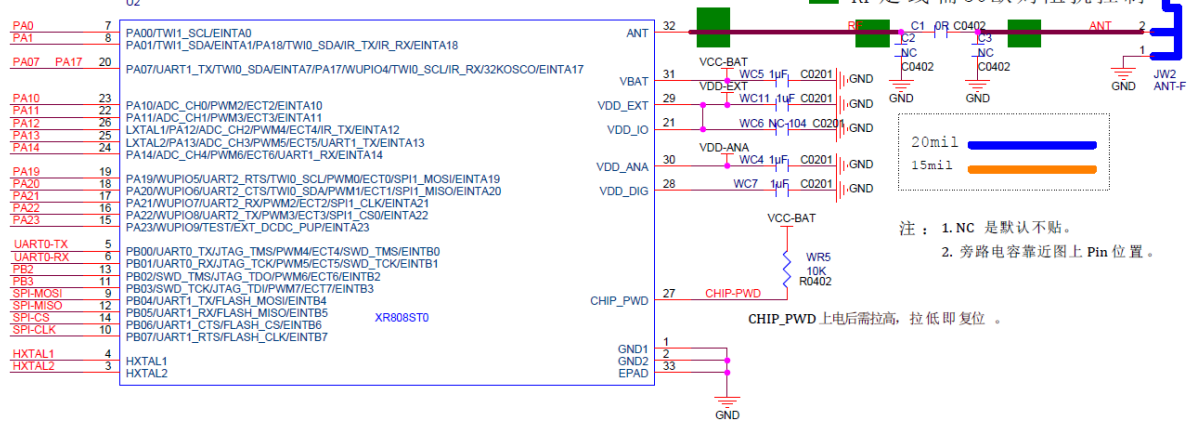 U2
PA0 7 PA00/TWI1_SCL/EINTA0
PA1 8 PA01/TWI1_SDA/EINTA1/PA18/TWI0_SDA/IR_TX/IR_RX/EINTA18
PA07 PA17 20 PA07/UART1_TX/TWI0_SDA/EINTA7/PA17/WUPIO4/TWI0_SCL/IR_RX/32KOSCO/EINTA17
PA10 23 PA10/ADC_CH0/PWM2/ECT2/EINTA10
PA11 22 PA11/ADC_CH1/PWM3/ECT3/EINTA11
PA12 26 LXTAL1/PA12/ADC_CH2/PWM4/ECT4/IR_TX/EINTA12
PA13 25 LXTAL2/PA13/ADC_CH3/PWM5/ECT5/UART1_TX/EINTA13
PA14 24 PA14/ADC_CH4/PWM6/ECT6/UART1_RX/EINTA14
PA19 19 PA19/WUPIO5/UART2_RTS/TWI0_SCL/PWM0/ECT0/SPI1_MOSI/EINTA19
PA20 18 PA20/WUPIO6/UART2_CTS/TWI0_SDA/PWM1/ECT1/SPI1_MISO/EINTA20
PA21 17 PA21/WUPIO7/UART2_RX/PWM2/ECT2/SPI1_CLK/EINTA21
PA22 16 PA22/WUPIO8/UART2_TX/PWM3/ECT3/SPI1_CS0/EINTA22
PA23 15 PA23/WUPIO9/TEST/EXT_DCDC_PUP/EINTA23
UART0-TX 5 PB00/UART0_TX/JTAG_TMS/PWM4/ECT4/SWD_TMS/EINTB0
UART0-RX 6 PB01/UART0_RX/JTAG_TCK/PWM5/ECT5/SWD_TCK/EINTB1
PB2 13 PB02/SWD_TMS/JTAG_TDO/PWM6/ECT6/EINTB2
PB3 11 PB03/SWD_TCK/JTAG_TDI/PWM7/ECT7/EINTB3
SPI-MOSI 9 PB04/UART1_TX/FLASH_MOSI/EINTB4
SPI-MISO 12 PB05/UART1_RX/FLASH_MISO/EINTB5
SPI-CS 14 PB06/UART1_CTS/FLASH_CS/EINTB6
SPI-CLK 10 PB07/UART1_RTS/FLASH_CLK/EINTB7
HXTAL1 4 HXTAL1
HXTAL2 3 HXTAL2
XR808ST0
RF 走线需50欧姆阻抗控制
ANT 32 C1 0R C0402 ANT 2
C2 NC C0402 GND
C3 NC C0402 GND
1 GND
JW2
ANT-F
VCC-BAT
VBAT 31 WC5 1uF C0201 GND
VDD-EXT
VDD_EXT 29 WC11 1uF C0201 GND
VDD_IO 21 WC6 NC-104 C0201 GND
VDD-ANA
VDD_ANA 30 WC4 1uF C0201 GND
VDD_DIG 28 WC7 1uF C0201 GND
20mil
15mil
VCC-BAT
WR5
10K
R0402
CHIP_PWD 27 CHIP-PWD
注： 1. NC 是默认不贴。
2. 旁路电容靠近图上 Pin 位置。
CHIP_PWD 上电后需拉高，拉低即复位 。
GND1 1
GND2 2
EPAD 33
GND